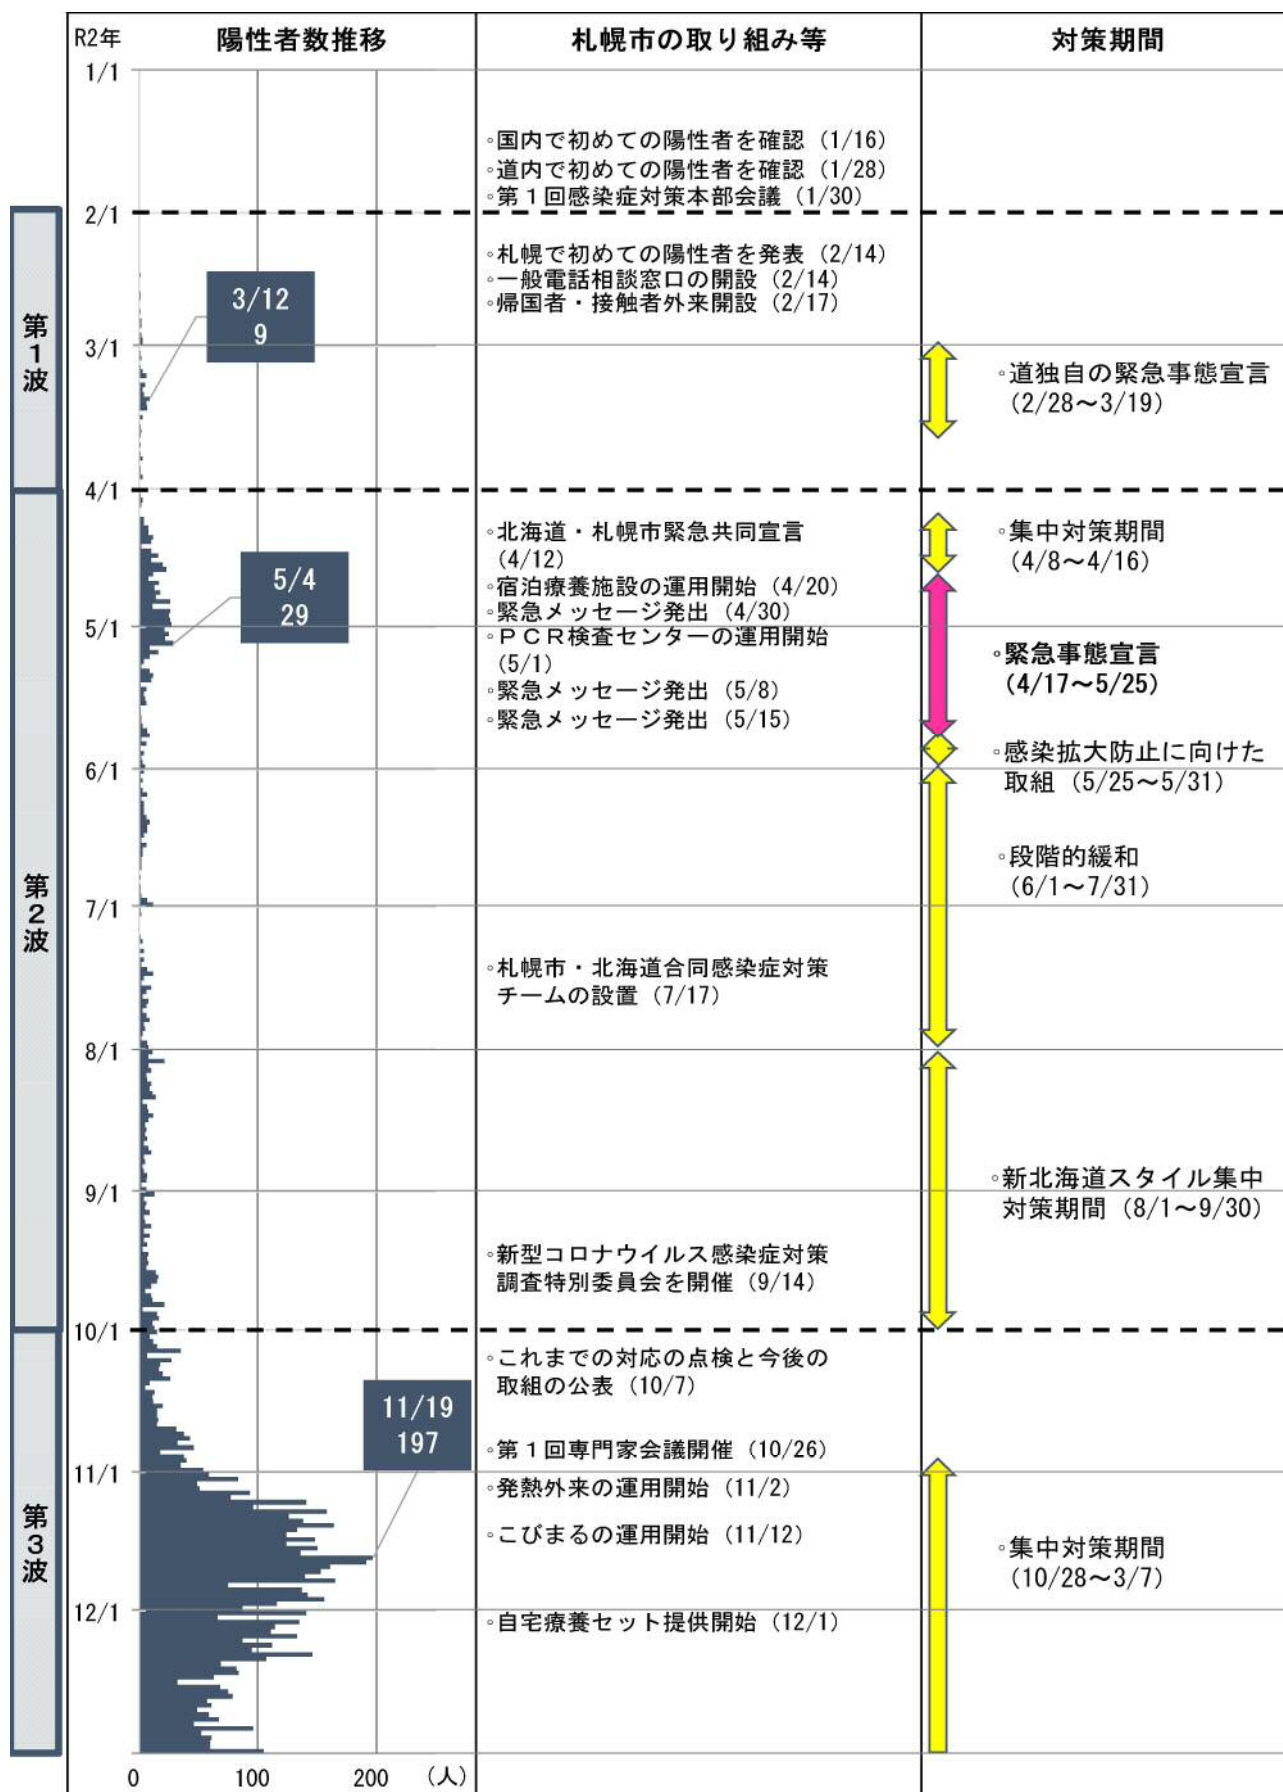 R2年
陽性者数推移
札幌市の取り組み等
対策期間
1/1
◦国内で初めての陽性者を確認（1/16）
◦道内で初めての陽性者を確認（1/28）
◦第１回感染症対策本部会議（1/30）
2/1
第１波
◦札幌で初めての陽性者を発表（2/14）
◦一般電話相談窓口の開設（2/14）
◦帰国者・接触者外来開設（2/17）
3/12
9
3/1
◦道独自の緊急事態宣言
（2/28～3/19）
4/1
第２波
◦北海道・札幌市緊急共同宣言
（4/12）
◦宿泊療養施設の運用開始（4/20）
◦緊急メッセージ発出（4/30）
◦ＰＣＲ検査センターの運用開始
（5/1）
◦緊急メッセージ発出（5/8）
◦緊急メッセージ発出（5/15）
◦集中対策期間
（4/8～4/16）
5/4
29
5/1
◦緊急事態宣言
（4/17～5/25）
◦感染拡大防止に向けた
取組（5/25～5/31）
6/1
◦段階的緩和
（6/1～7/31）
7/1
◦札幌市・北海道合同感染症対策
チームの設置（7/17）
8/1
◦新北海道スタイル集中
対策期間（8/1～9/30）
9/1
◦新型コロナウイルス感染症対策
調査特別委員会を開催（9/14）
10/1
第３波
◦これまでの対応の点検と今後の
取組の公表（10/7）
11/19
197
◦第１回専門家会議開催（10/26）
11/1
◦発熱外来の運用開始（11/2）
◦こびまるの運用開始（11/12）
◦集中対策期間
（10/28～3/7）
12/1
◦自宅療養セット提供開始（12/1）
0
100
200
（人）